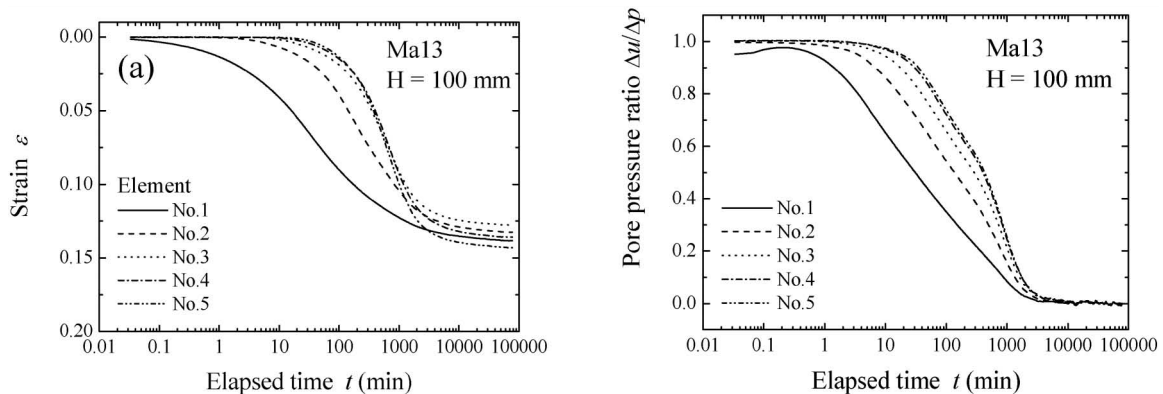 Strain ε
0.00
0.05
0.10
0.15
0.20
(a)
Ma13
H = 100 mm
Element
No.1
No.2
No.3
No.4
No.5
0.01 0.1 1 10 100 1000 10000 100000
Elapsed time t (min)
Pore pressure ratio Δu/Δp
1.0
0.8
0.6
0.4
0.2
0.0
Ma13
H = 100 mm
No.1
No.2
No.3
No.4
No.5
0.01 0.1 1 10 100 1000 10000 100000
Elapsed time t (min)